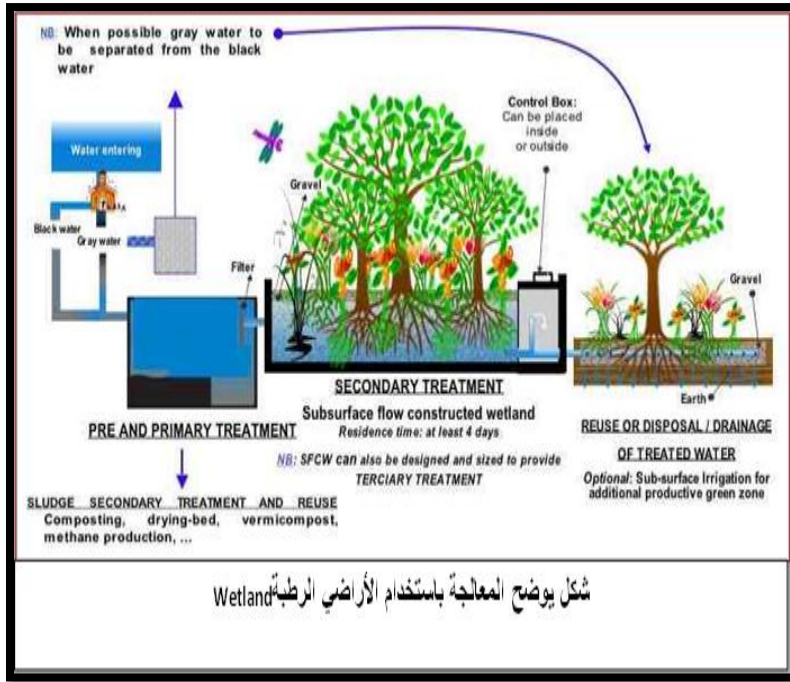 NB: When possible gray water to
be separated from the black
water
Water entering
Black water
Gray water
Filter
Gravel
Control Box:
Can be placed
inside
or outside
Gravel
Earth
PRE AND PRIMARY TREATMENT
SECONDARY TREATMENT
Subsurface flow constructed wetland
Residence time: at least 4 days
NB: SFCW can also be designed and sized to provide
TERCIARY TREATMENT
REUSE OR DISPOSAL / DRAINAGE
OF TREATED WATER
Optional: Sub-surface Irrigation for
additional productive green zone
SLUDGE SECONDARY TREATMENT AND REUSE
Composting, drying-bed, vermicompost,
methane production, ...
شكل يوضح المعالجة باستخدام الأراضي الرطبة Wetland